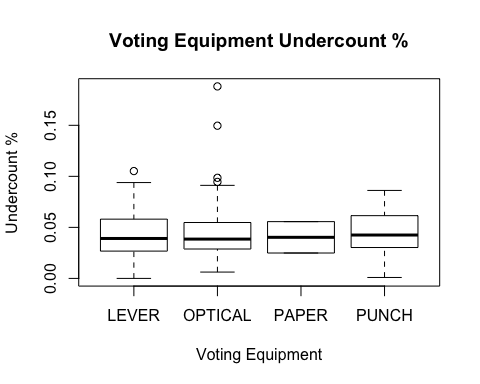 Voting Equipment Undercount %
Undercount %
0.15
0.10
0.05
0.00
LEVER OPTICAL PAPER PUNCH
Voting Equipment